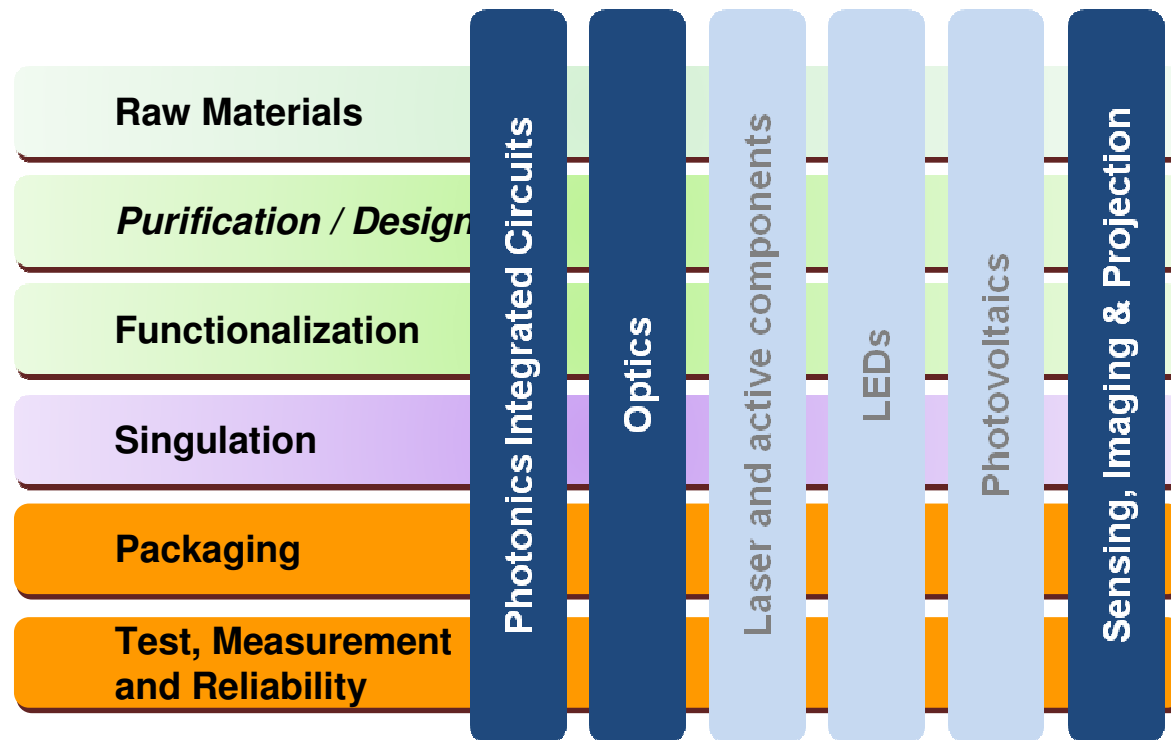 Raw Materials
Purification / Design
Functionalization
Singulation
Packaging
Test, Measurement
and Reliability
Photonics Integrated Circuits
Optics
Laser and active components
LEDs
Photovoltaics
Sensing, Imaging & Projection